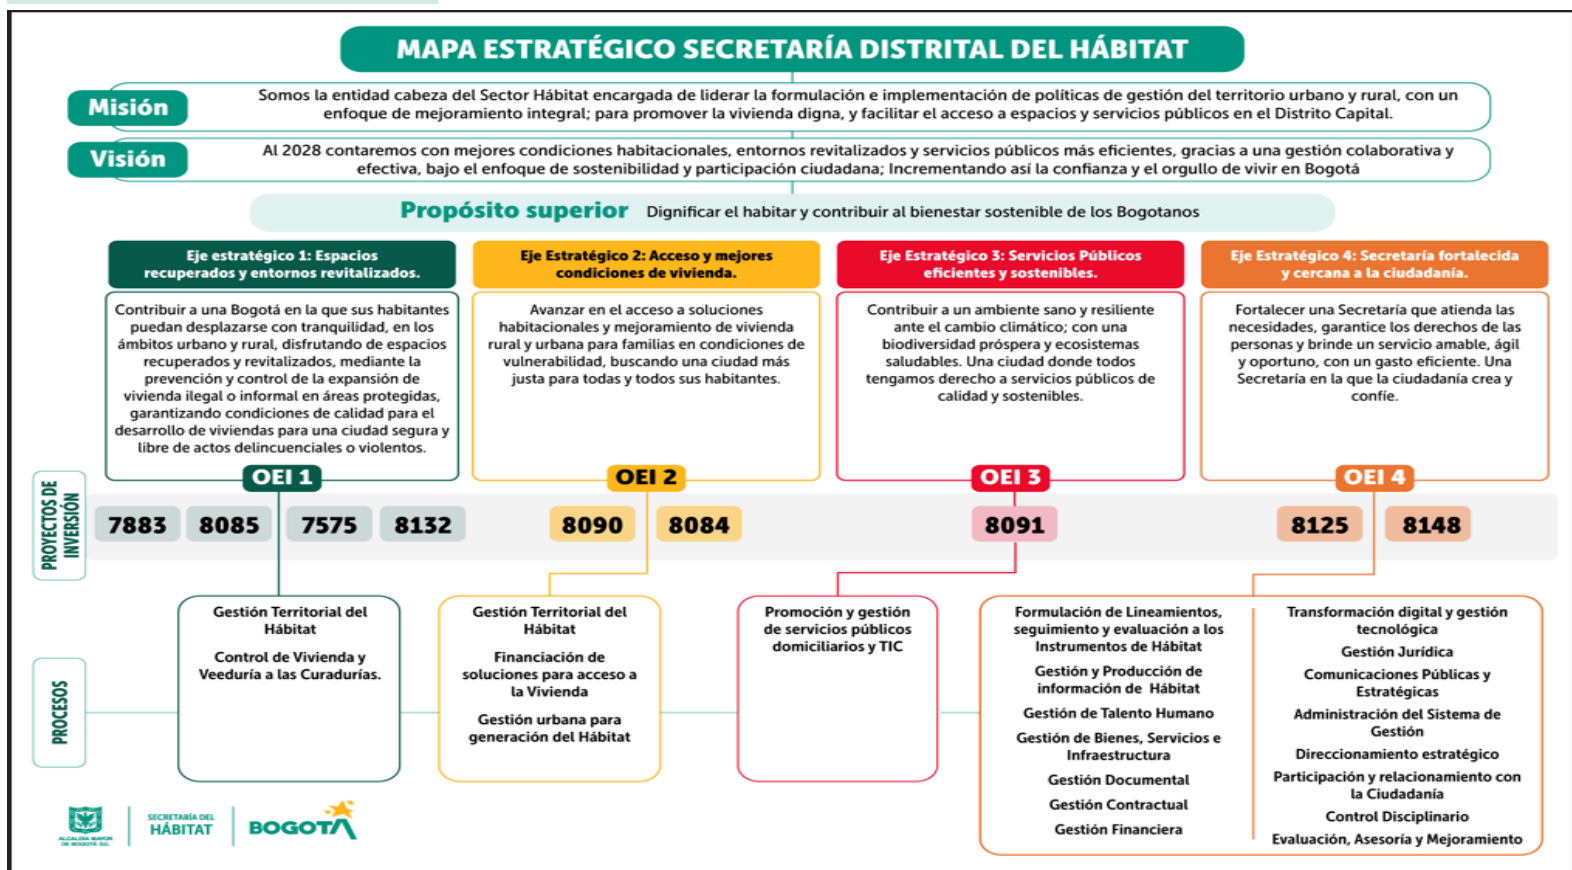 MAPA ESTRATÉGICO SECRETARÍA DISTRITAL DEL HÁBITAT
Misión
Somos la entidad cabeza del Sector Hábitat encargada de liderar la formulación e implementación de políticas de gestión del territorio urbano y rural, con un
enfoque de mejoramiento integral; para promover la vivienda digna, y facilitar el acceso a espacios y servicios públicos en el Distrito Capital.
Visión
Al 2028 contaremos con mejores condiciones habitacionales, entornos revitalizados y servicios públicos más eficientes, gracias a una gestión colaborativa y
efectiva, bajo el enfoque de sostenibilidad y participación ciudadana; Incrementando así la confianza y el orgullo de vivir en Bogotá
Propósito superior Dignificar el habitar y contribuir al bienestar sostenible de los Bogotanos
Eje estratégico 1: Espacios
recuperados y entornos revitalizados.
Contribuir a una Bogotá en la que sus habitantes
puedan desplazarse con tranquilidad, en los
ámbitos urbano y rural, disfrutando de espacios
recuperados y revitalizados, mediante la
prevención y control de la expansión de
vivienda ilegal o informal en áreas protegidas,
garantizando condiciones de calidad para el
desarrollo de viviendas para una ciudad segura y
libre de actos delincuenciales o violentos.
OEI 1
Eje Estratégico 2: Acceso y mejores
condiciones de vivienda.
Avanzar en el acceso a soluciones
habitacionales y mejoramiento de vivienda
rural y urbana para familias en condiciones de
vulnerabilidad, buscando una ciudad más
justa para todas y todos sus habitantes.
OEI 2
Eje Estratégico 3: Servicios Públicos
eficientes y sostenibles.
Contribuir a un ambiente sano y resiliente
ante el cambio climático; con una
biodiversidad próspera y ecosistemas
saludables. Una ciudad donde todos
tengamos derecho a servicios públicos de
calidad y sostenibles.
OEI 3
Eje Estratégico 4: Secretaría fortalecida
y cercana a la ciudadanía.
Fortalecer una Secretaría que atienda las
necesidades, garantice los derechos de las
personas y brinde un servicio amable, ágil
y oportuno, con un gasto eficiente. Una
Secretaría en la que la ciudadanía crea y
confíe.
OEI 4
PROYECTOS DE
INVERSIÓN
7883 8085 7575 8132 8090 8084 8091 8125 8148
PROCESOS
Gestión Territorial del
Hábitat
Control de Vivienda y
Veeduría a las Curadurías.
Gestión Territorial del
Hábitat
Financiación de
soluciones para acceso a
la Vivienda
Gestión urbana para
generación del Hábitat
Promoción y gestión
de servicios públicos
domiciliarios y TIC
Formulación de Lineamientos,
seguimiento y evaluación a los
Instrumentos de Hábitat
Gestión y Producción de
información de Hábitat
Gestión de Talento Humano
Gestión de Bienes, Servicios e
Infraestructura
Gestión Documental
Gestión Contractual
Gestión Financiera
Transformación digital y gestión
tecnológica
Gestión Jurídica
Comunicaciones Públicas y
Estratégicas
Administración del Sistema de
Gestión
Direccionamiento estratégico
Participación y relacionamiento con
la Ciudadanía
Control Disciplinario
Evaluación, Asesoría y Mejoramiento
ALCALDÍA MAYOR
DE BOGOTÁ D.C.
SECRETARÍA DEL
HÁBITAT
BOGOTÁ